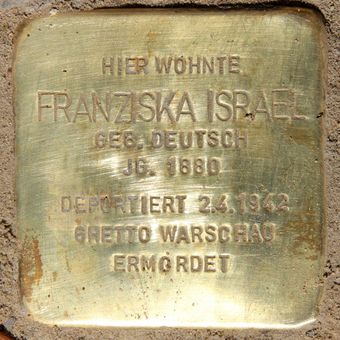 HIER WOHNTE
FRANZISKA ISRAEL
GEB. DEUTSCH
JG. 1880
DEPORTIERT 2.4.1942
GHETTO WARSCHAU
ERMORDET